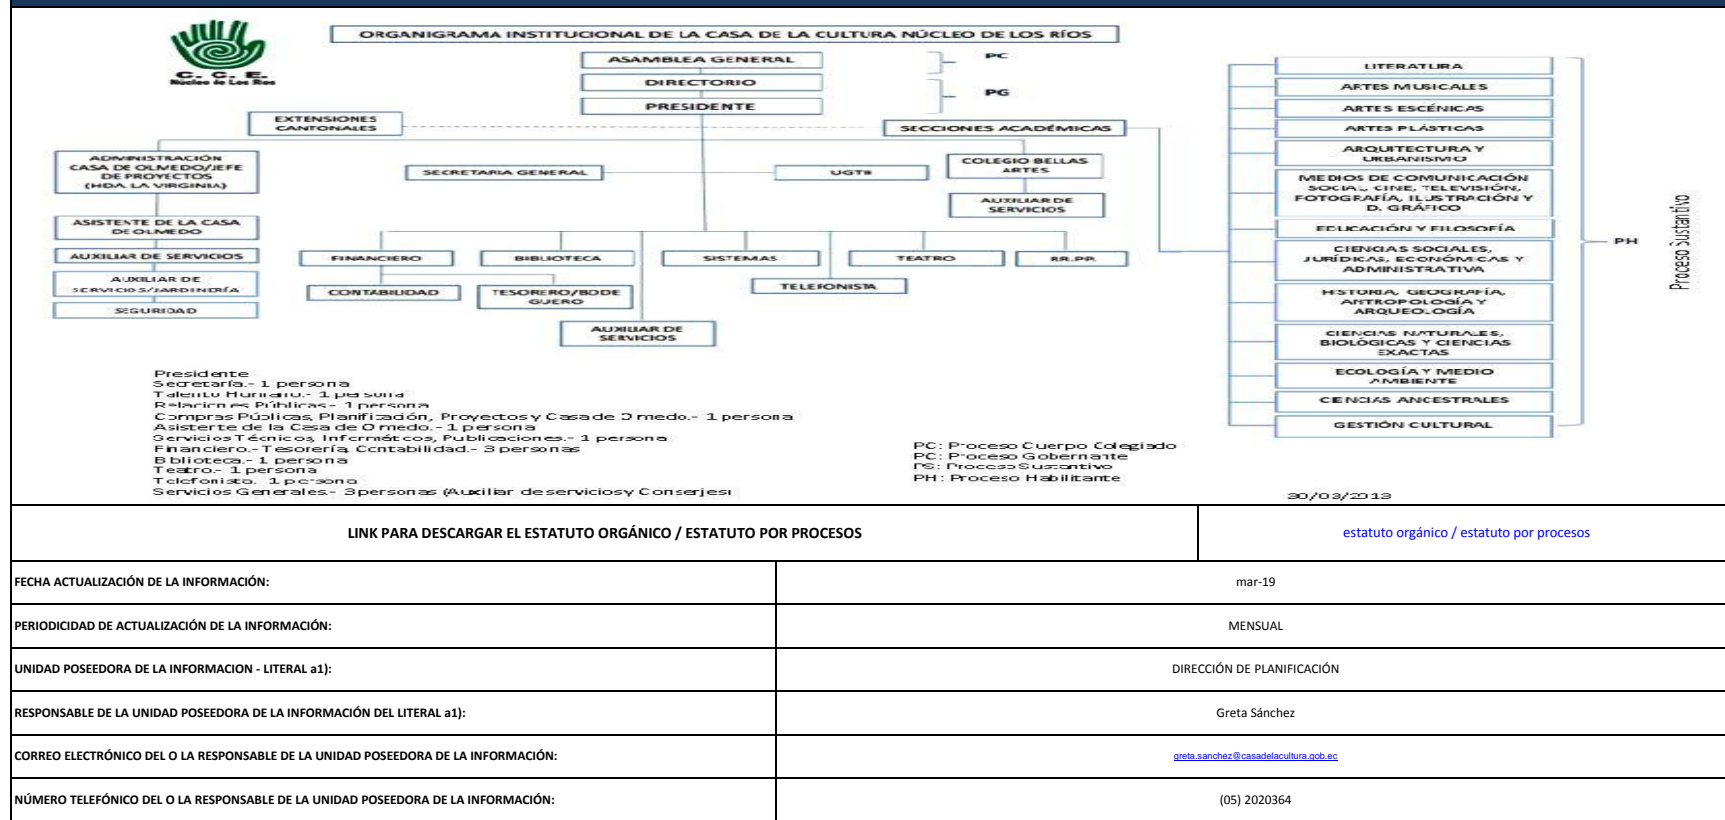 ORGANIGRAMA INSTITUCIONAL DE LA CASA DE LA CULTURA NÚCLEO DE LOS RÍOS
C. C. E.
Núcleo de Los Ríos
ASAMBLEA GENERAL
PC
DIRECTORIO
PG
PRESIDENTE
EXTENSIONES
CANTONALES
SECCIONES ACADÉMICAS
ADMINISTRACIÓN
CASA DE OLMEDO/JEFE
DE PROYECTOS
(HDA. LA VIRGINIA)
SECRETARIA GENERAL
UGTH
COLEGIO BELLAS
ARTES
AUXILIAR DE
SERVICIOS
ASISTENTE DE LA CASA
DE OLMEDO
AUXILIAR DE SERVICIOS
AUXILIAR DE
SERVICIOS/JARDINERÍA
SEGURIDAD
FINANCIERO
BIBLIOTECA
SISTEMAS
TEATRO
RR.PP.
CONTABILIDAD
TESORERO/BODE
GUERO
TELEFONISTA
AUXILIAR DE
SERVICIOS
LITERATURA
ARTES MUSICALES
ARTES ESCÉNICAS
ARTES PLÁSTICAS
ARQUITECTURA Y
URBANISMO
MEDIOS DE COMUNICACIÓN
SOCIAL, CINE, TELEVISIÓN,
FOTOGRAFÍA, ILUSTRACIÓN Y
D. GRÁFICO
EDUCACIÓN Y FILOSOFÍA
CIENCIAS SOCIALES,
JURÍDICAS, ECONÓMICAS Y
ADMINISTRATIVA
HISTORIA, GEOGRAFÍA,
ANTROPOLOGÍA Y
ARQUEOLOGÍA
CIENCIAS NATURALES,
BIOLÓGICAS Y CIENCIAS
EXACTAS
ECOLOGÍA Y MEDIO
AMBIENTE
CIENCIAS ANCESTRALES
GESTIÓN CULTURAL
PH
Proceso Sustantivo
Presidente
Secretaría.- 1 persona
Talento Humano.- 1 persona
Relaciones Públicas.- 1 persona
Compras Públicas, Planificación, Proyectos y Casa de Olmedo.- 1 persona
Asistente de la Casa de Olmedo.- 1 persona
Servicios Técnicos, Informáticos, Publicaciones.- 1 persona
Financiero.- Tesorería, Contabilidad.- 3 personas
Biblioteca.- 1 persona
Teatro.- 1 persona
Telefonista. 1 persona
Servicios Generales.- 3 personas (Auxiliar de servicios y Conserjes)
PC: Proceso Cuerpo Colegiado
PC: Proceso Gobernante
PS: Proceso Sustantivo
PH: Proceso Habilitante
30/03/2013
LINK PARA DESCARGAR EL ESTATUTO ORGÁNICO / ESTATUTO POR PROCESOS
estatuto orgánico / estatuto por procesos
FECHA ACTUALIZACIÓN DE LA INFORMACIÓN:
mar-19
PERIODICIDAD DE ACTUALIZACIÓN DE LA INFORMACIÓN:
MENSUAL
UNIDAD POSEEDORA DE LA INFORMACION - LITERAL a1):
DIRECCIÓN DE PLANIFICACIÓN
RESPONSABLE DE LA UNIDAD POSEEDORA DE LA INFORMACIÓN DEL LITERAL a1):
Greta Sánchez
CORREO ELECTRÓNICO DEL O LA RESPONSABLE DE LA UNIDAD POSEEDORA DE LA INFORMACIÓN:
greta.sanchez@casadelacultura.gob.ec
NÚMERO TELEFÓNICO DEL O LA RESPONSABLE DE LA UNIDAD POSEEDORA DE LA INFORMACIÓN:
(05) 2020364